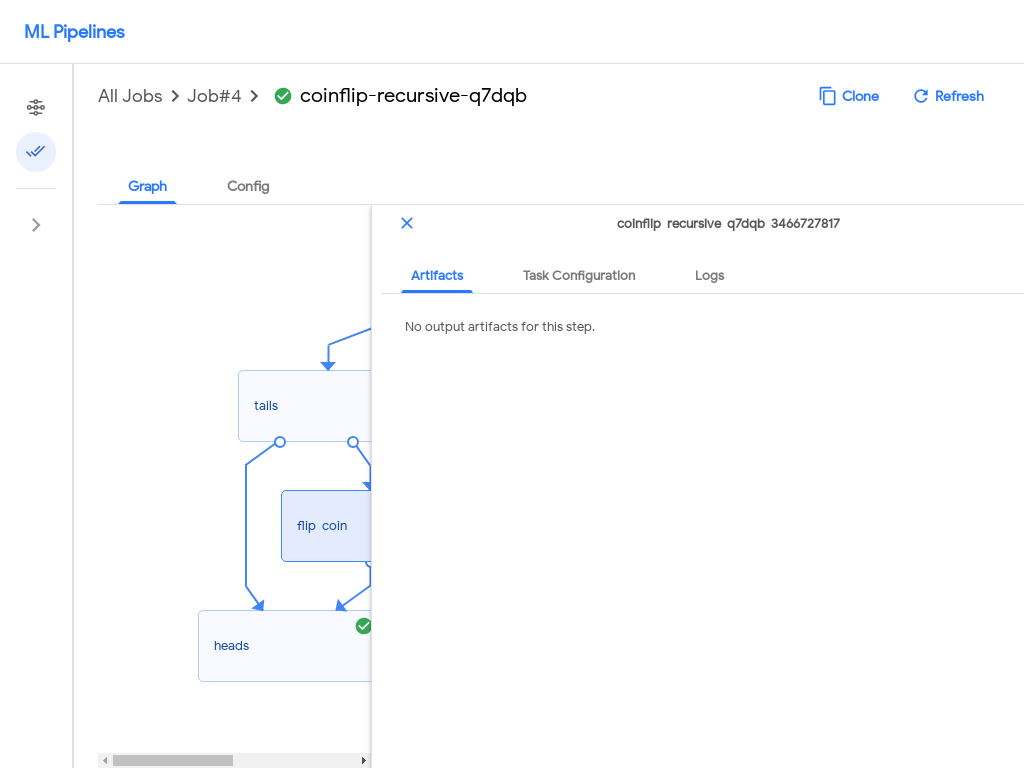 ML Pipelines
All Jobs > Job#4 > coinflip-recursive-q7dqb
Clone
Refresh
Graph
Config
coinflip recursive q7dqb 3466727817
Artifacts
Task Configuration
Logs
No output artifacts for this step.
tails
flip coin
heads